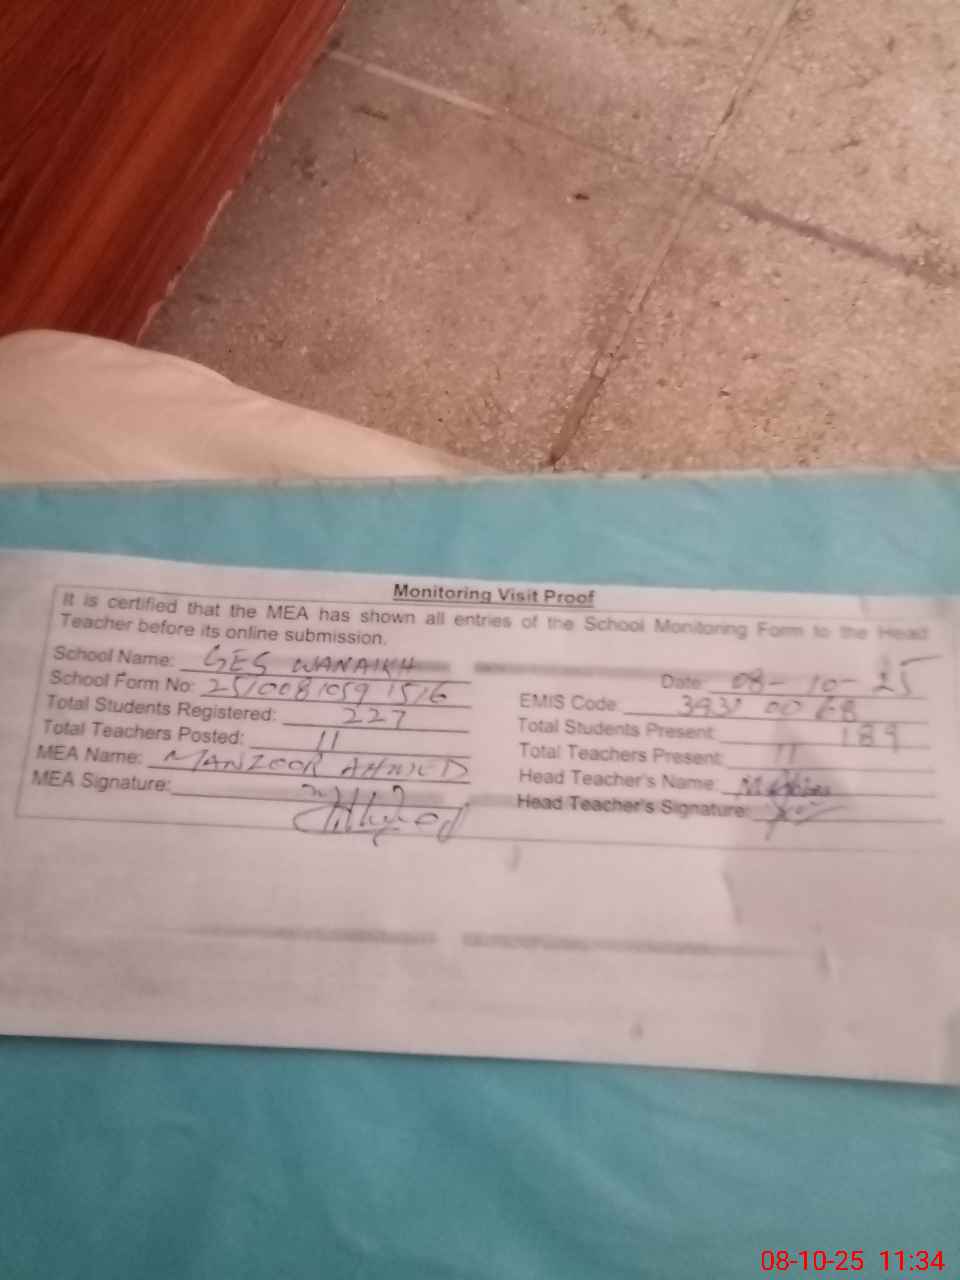 Monitoring Visit Proof
It is certified that the MEA has shown all entries of the School Monitoring Form to the Head
Teacher before its online submission.
School Name: GES WANAIKH
Date: 08-10-25
School Form No: 2510081059 1516
EMIS Code: 393 0068
Total Students Registered: 227
Total Students Present: 189
Total Teachers Posted: 11
Total Teachers Present: 11
MEA Name: MANZOOR AHMED
Head Teacher's Name:
MEA Signature:
Head Teacher's Signature:
08-10-25 11:34